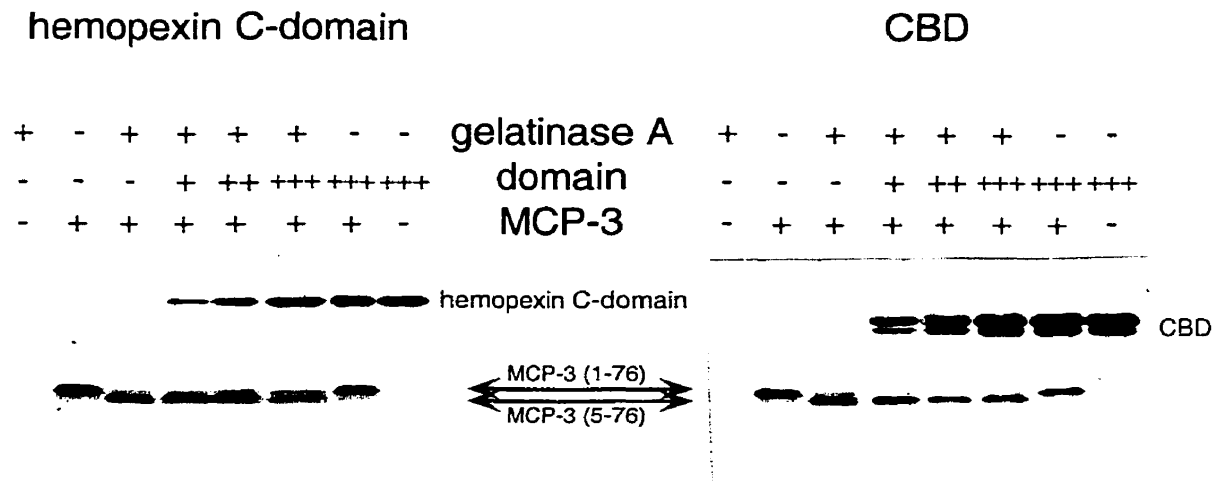 hemopexin C-domain CBD
+ - + + + + - - gelatinase A + - + + + + - -
- - - + ++ +++ +++ +++ domain - - - + ++ +++ +++ +++
- + + + + + + - MCP-3 - + + + + + + -
hemopexin C-domain
CBD
MCP-3 (1-76)
MCP-3 (5-76)